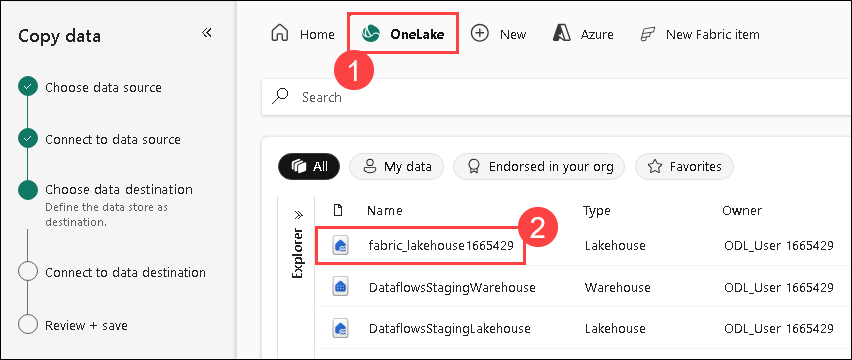 Copy data
Choose data source
Connect to data source
Choose data destination
Define the data store as
destination.
Connect to data destination
Review + save
Home OneLake New Azure New Fabric item
1
Search
All My data Endorsed in your org Favorites
Explorer
Name Type Owner
2
fabric_lakehouse1665429 Lakehouse ODL_User 1665429
DataflowsStagingWarehouse Warehouse ODL_User 1665429
DataflowsStagingLakehouse Lakehouse ODL_User 1665429